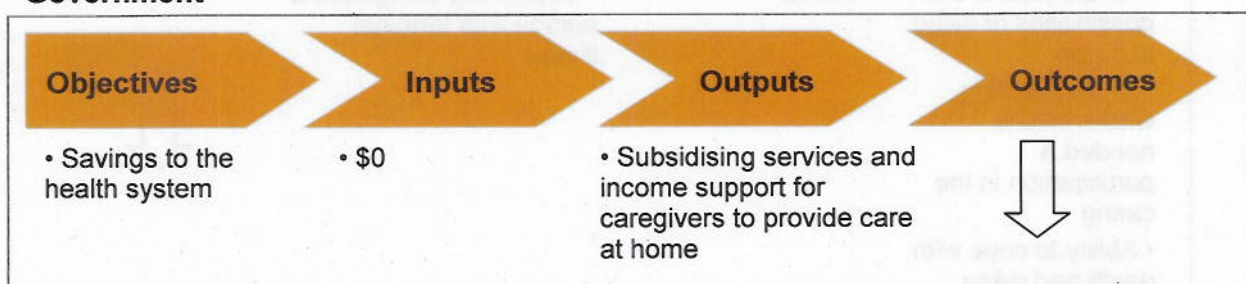 Government
Objectives
Inputs
Outputs
Outcomes
• Savings to the
health system
• $0
• Subsidising services and
income support for
caregivers to provide care
at home